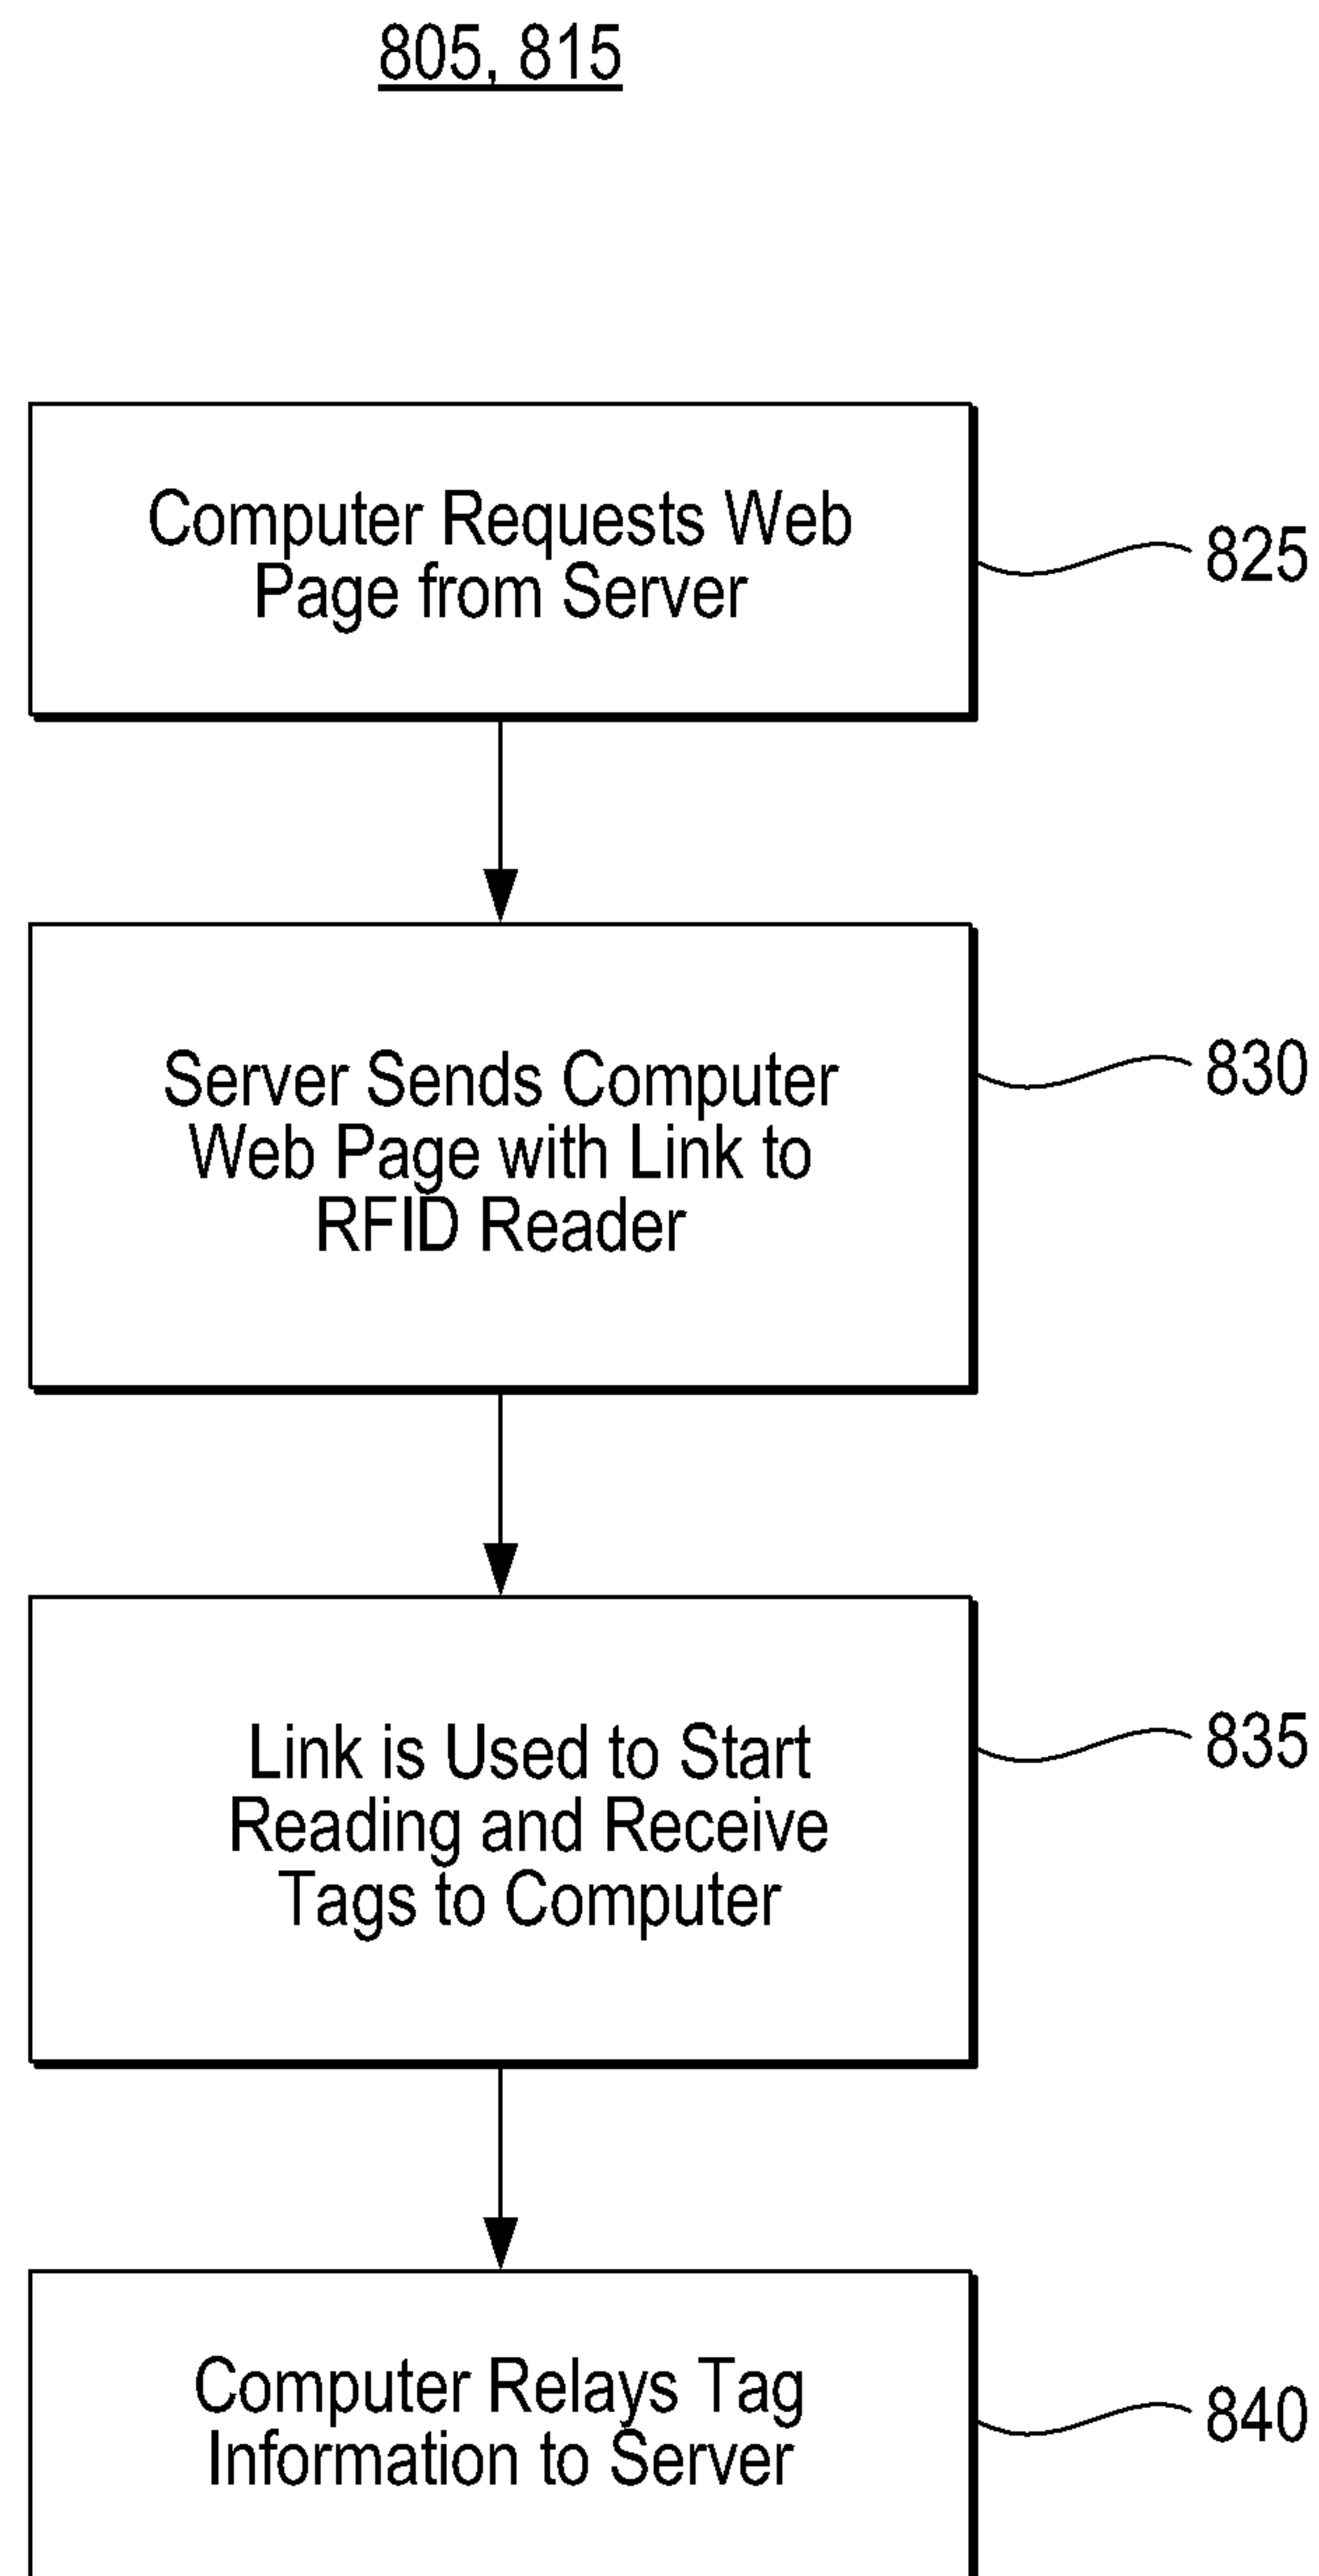 805, 815
Computer Requests Web
Page from Server
825
Server Sends Computer
Web Page with Link to
RFID Reader
830
Link is Used to Start
Reading and Receive
Tags to Computer
835
Computer Relays Tag
Information to Server
840